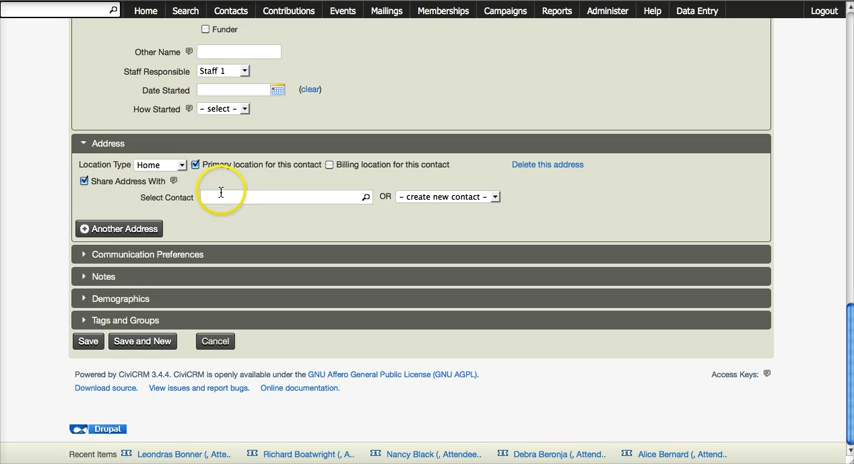 Home Search Contacts Contributions Events Mailings Memberships Campaigns Reports Administer Help Data Entry Logout
Funder
Other Name
Staff Responsible Staff 1
Date Started (clear)
How Started - select -
Address
Location Type Home Primary location for this contact Billing location for this contact Delete this address
Share Address With
Select Contact OR - create new contact -
Another Address
Communication Preferences
Notes
Demographics
Tags and Groups
Save Save and New Cancel
Powered by CiviCRM 3.4.4. CiviCRM is openly available under the GNU Affero General Public License (GNU AGPL). Access Keys:
Download source. View issues and report bugs. Online documentation.
Drupal
Recent Items Leondras Bonner (, Atte.. Richard Boatwright (, A.. Nancy Black (, Attendee.. Debra Beronja (, Attend.. Alice Bernard (, Attend..